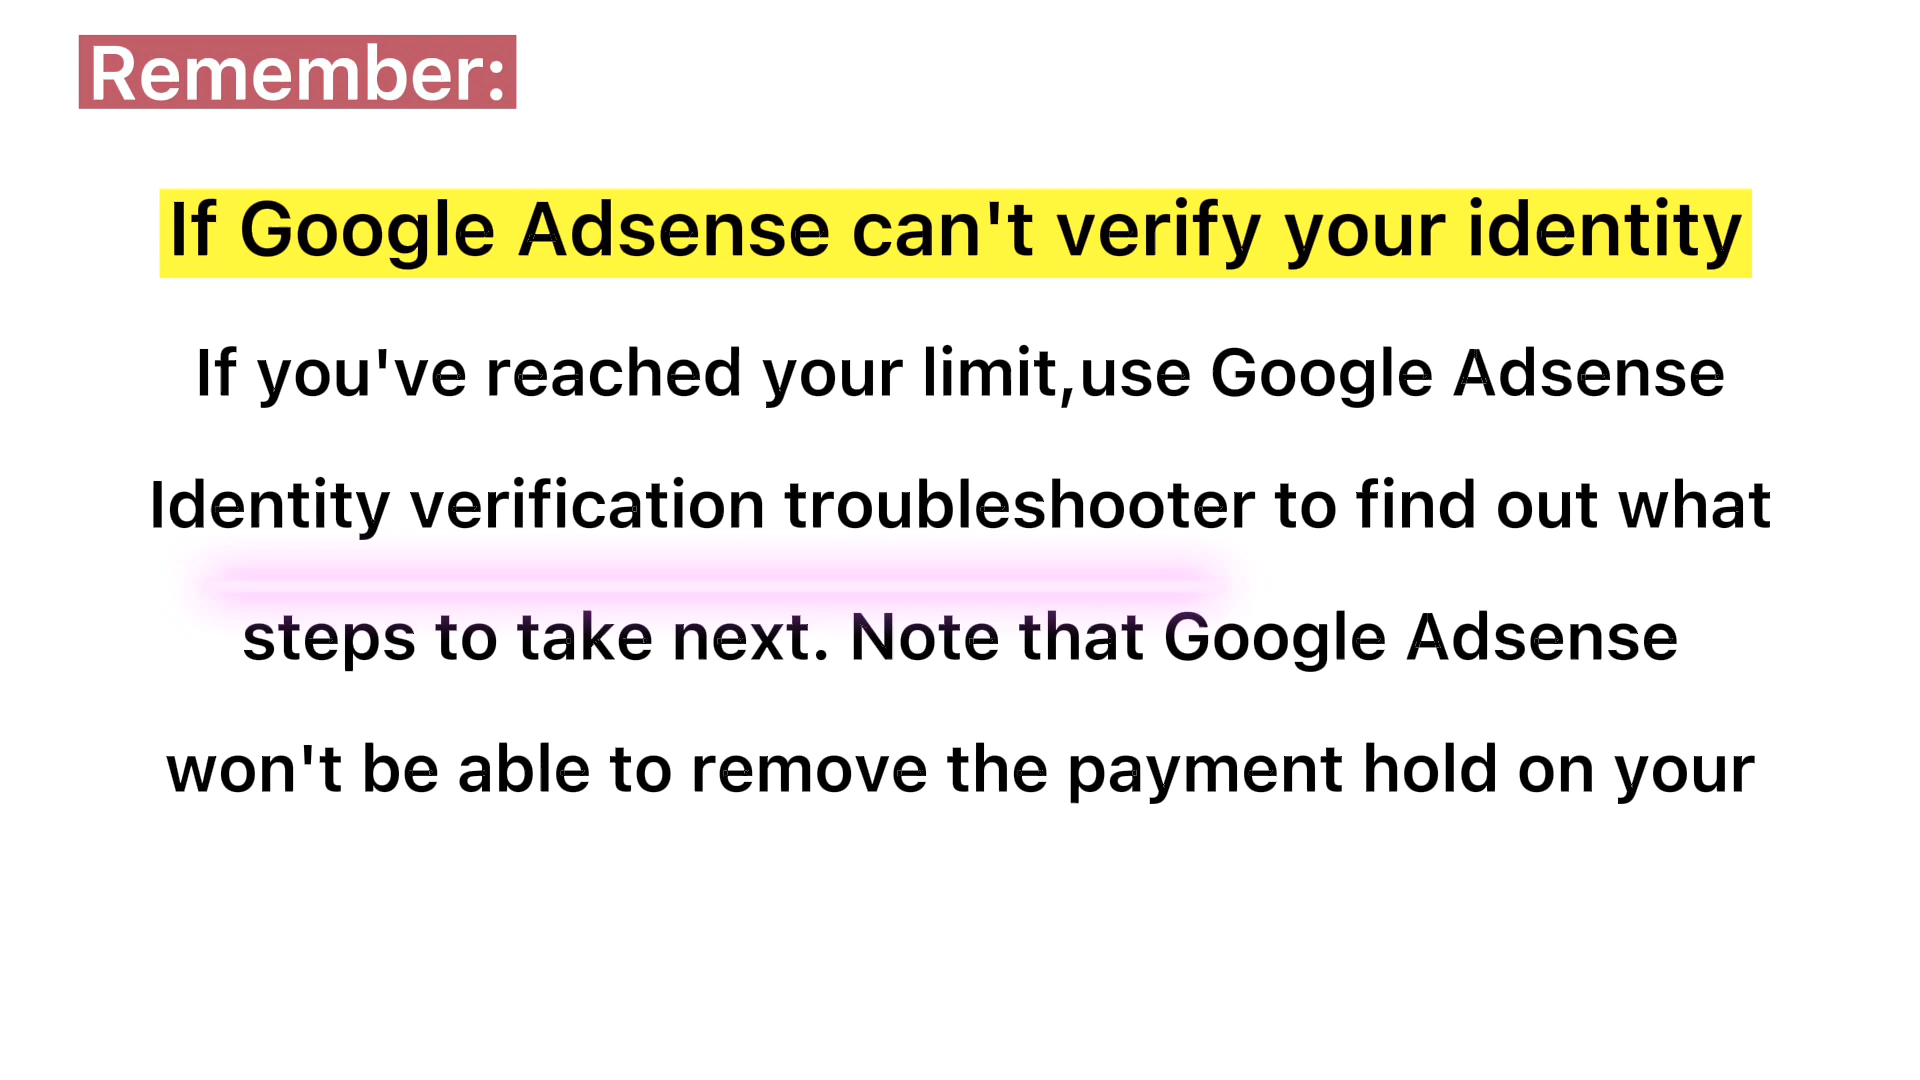 Remember:
If Google Adsense can't verify your identity
If you've reached your limit,use Google Adsense
Identity verification troubleshooter to find out what
steps to take next. Note that Google Adsense
won't be able to remove the payment hold on your